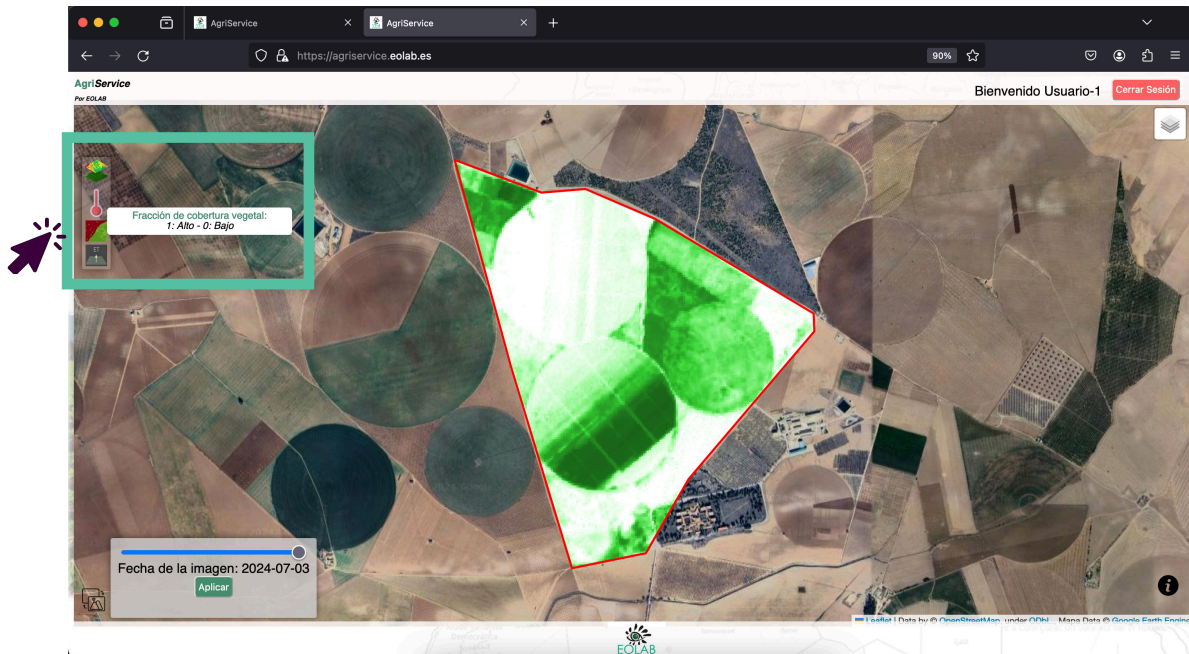 AgriService
AgriService
https://agriservice.eolab.es
90%
AgriService
Por EOLAB
Bienvenido Usuario-1
Cerrar Sesión
Fracción de cobertura vegetal:
1: Alto - 0: Bajo
ET
Fecha de la imagen: 2024-07-03
Aplicar
i
Leaflet | Data by © OpenStreetMap, under ODbL. Mapa Data © Google Earth Engine
EOLAB